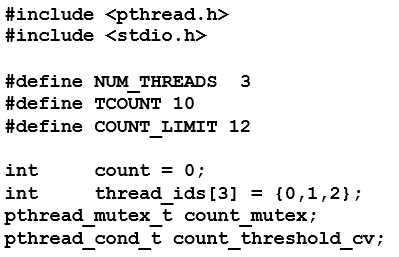 #include <pthread.h>
#include <stdio.h>
#define NUM_THREADS  3
#define TCOUNT 10
#define COUNT_LIMIT 12
int     count = 0;
int     thread_ids[3] = {0,1,2};
pthread_mutex_t count_mutex;
pthread_cond_t count_threshold_cv;